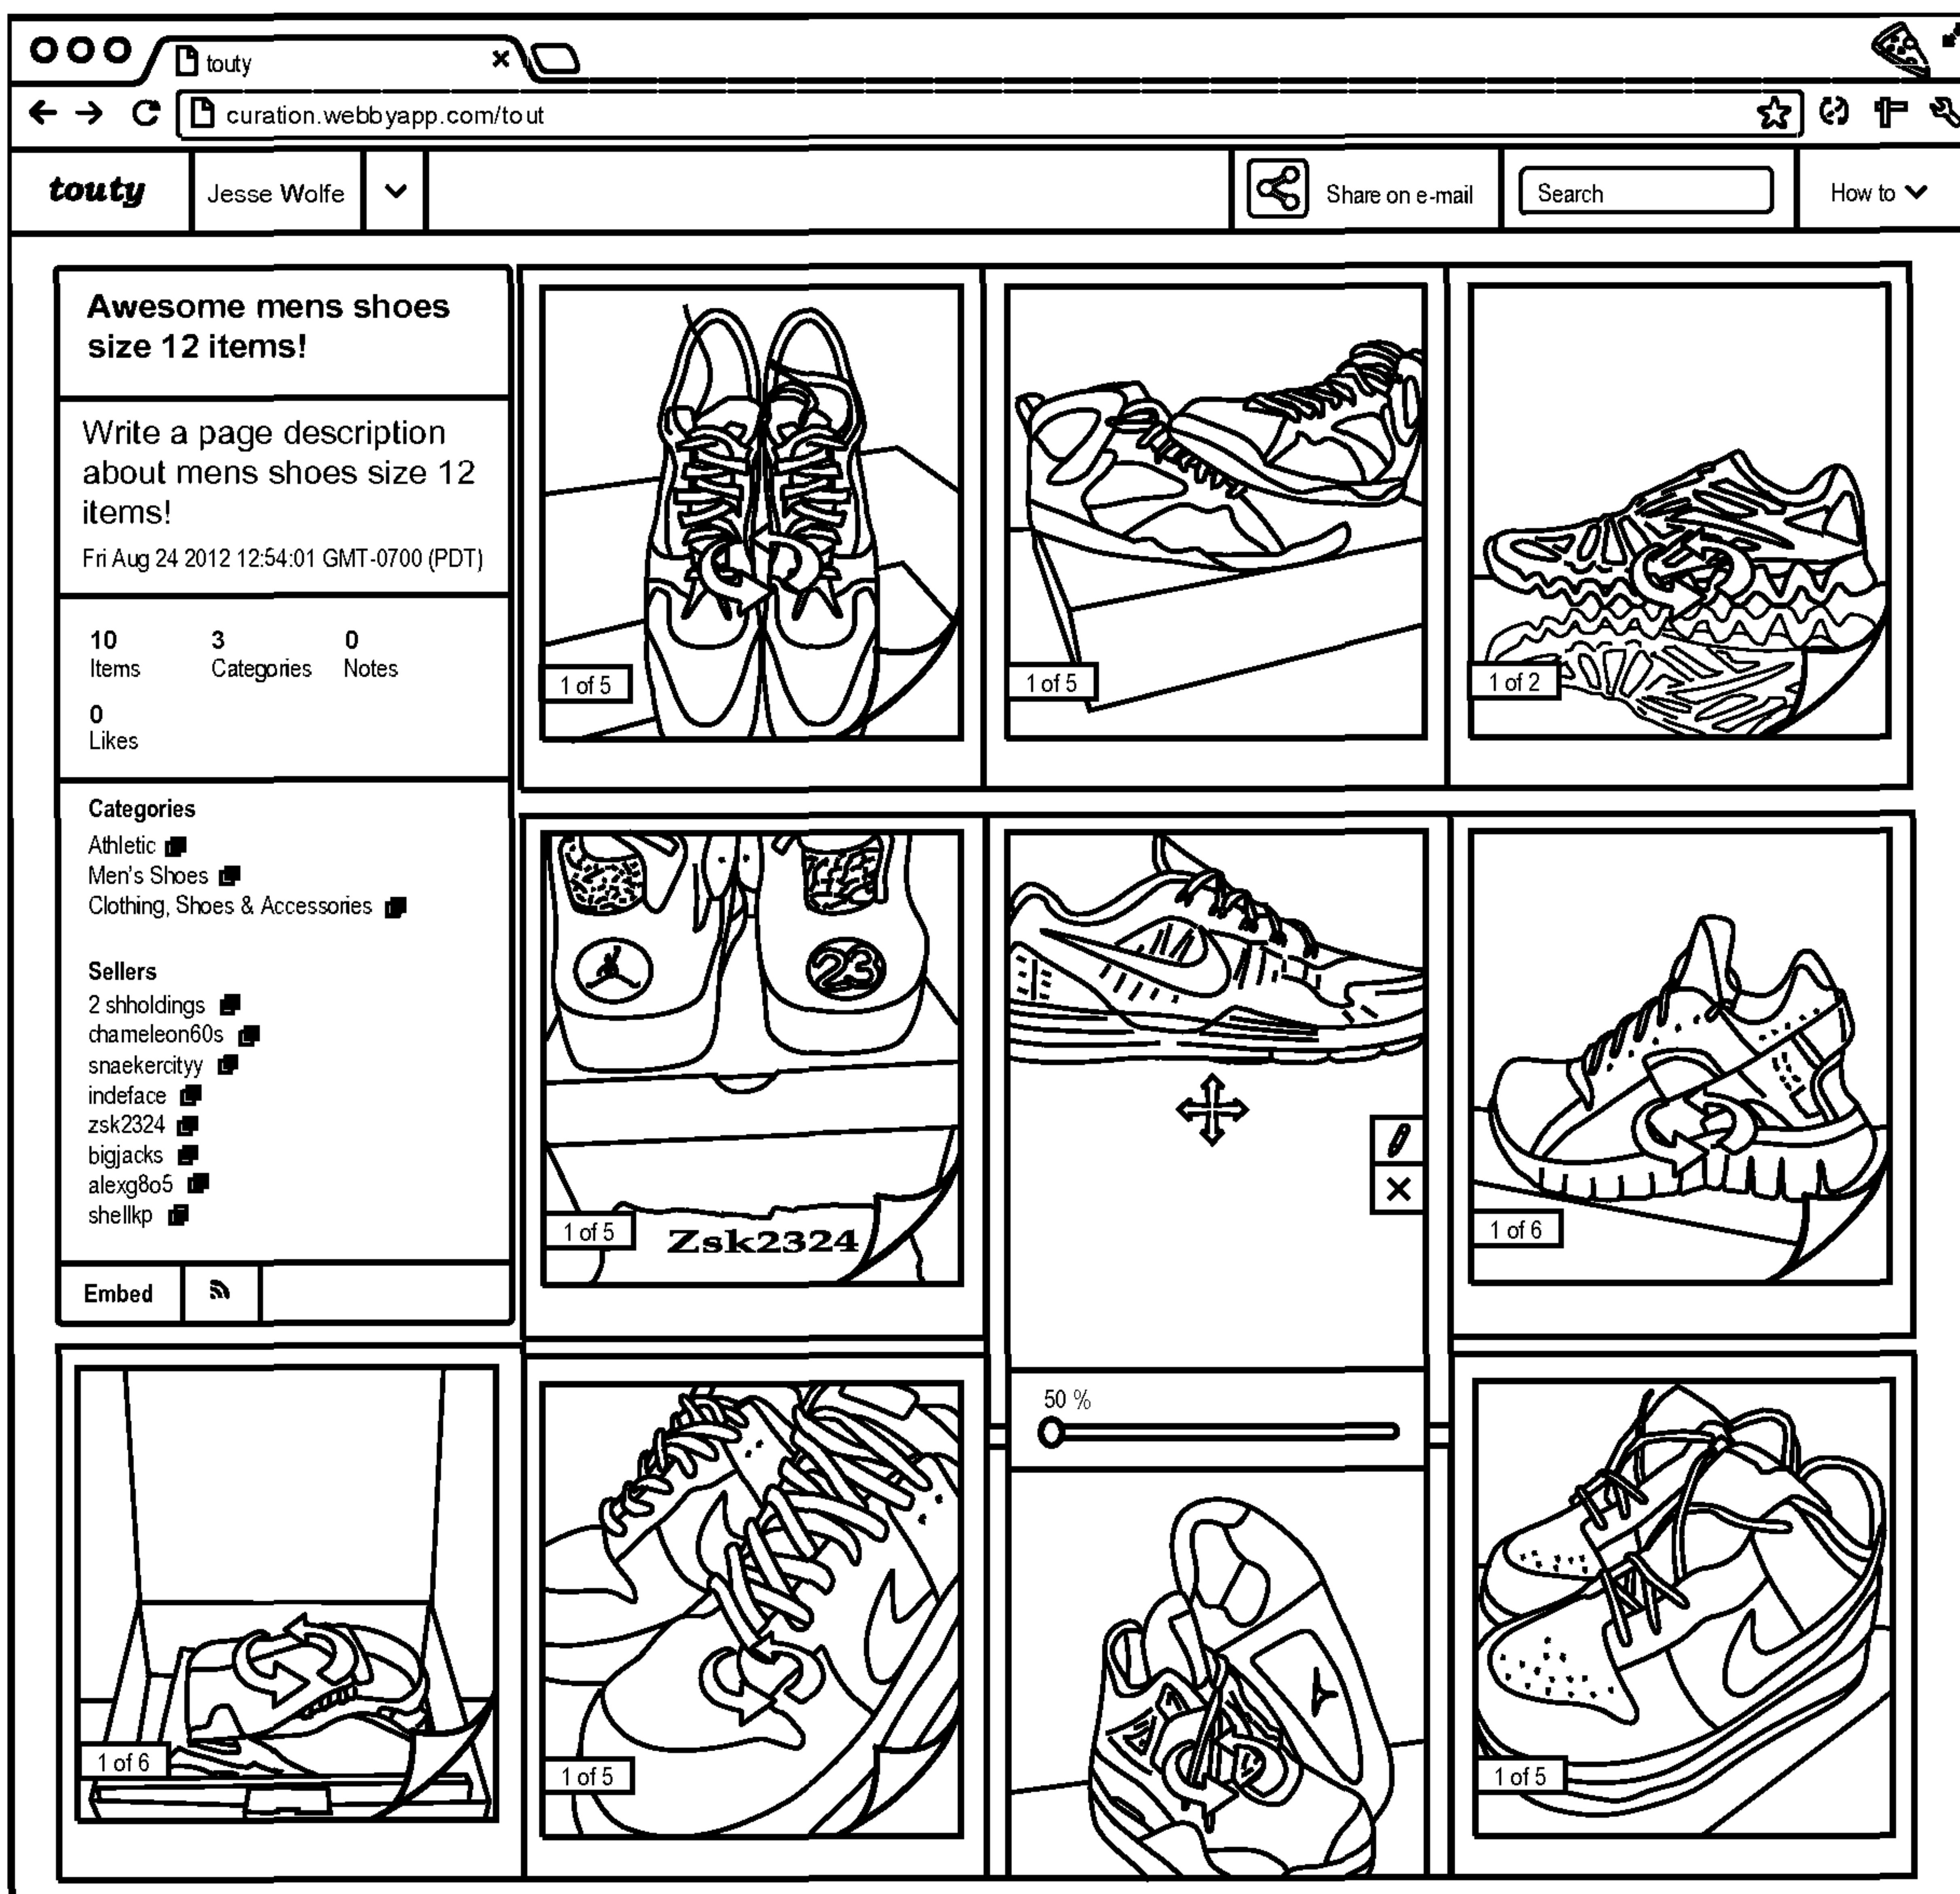 touty
curation.webbyapp.com/tout
touty
Jesse Wolfe
Share on e-mail
Search
How to
Awesome mens shoes
size 12 items!
Write a page description
about mens shoes size 12
items!
Fri Aug 24 2012 12:54:01 GMT-0700 (PDT)
10 3 0
Items Categories Notes
0
Likes
Categories
Athletic
Men's Shoes
Clothing, Shoes & Accessories
Sellers
2 shholdings
chameleon60s
snaekercityy
indeface
zsk2324
bigjacks
alexg8o5
shellkp
Embed
1 of 5
1 of 5
1 of 2
23
1 of 5
Zsk2324
1 of 6
50 %
1 of 6
1 of 5
1 of 5